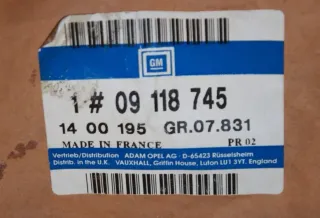 GM
1 # 09 118 745
14 00 195 GR.07.831
MADE IN FRANCE PR 02
Vertrieb/Distribution ADAM OPEL AG · D-65423 Rüsselsheim
Distrib. in the U.K. VAUXHALL, Griffin House, Luton LU1 3YT, England